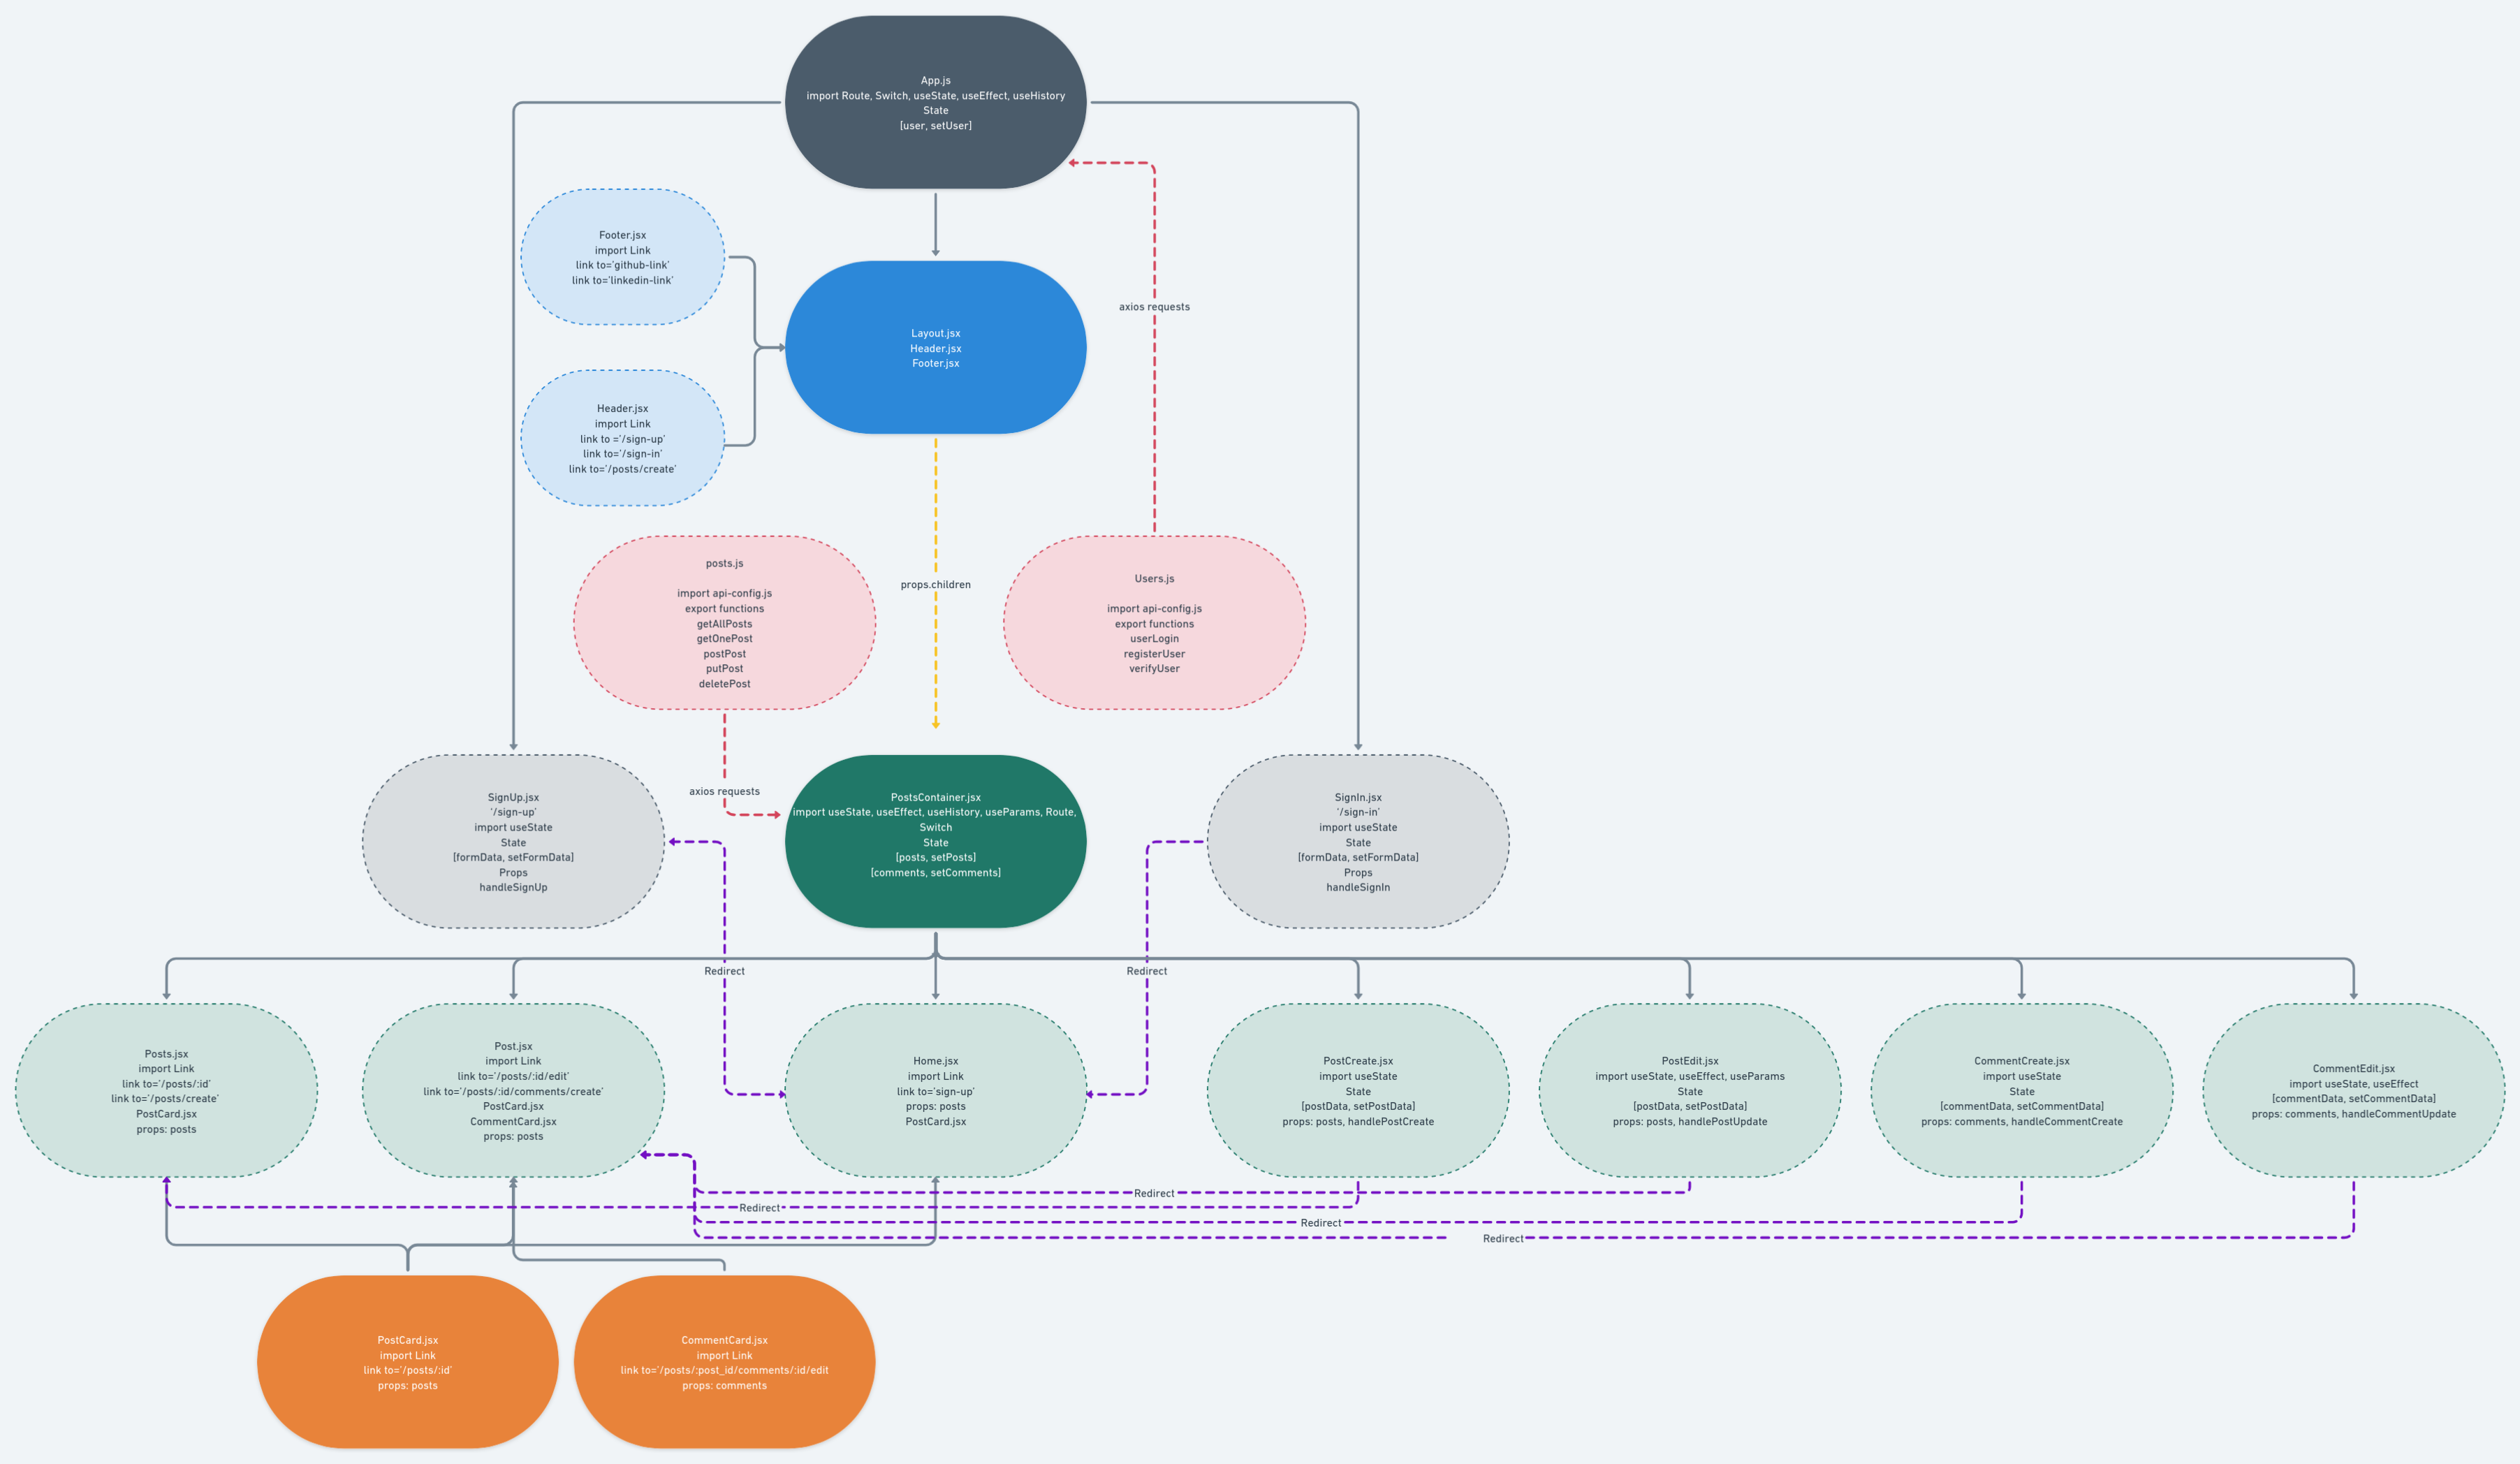 App.js
import Route, Switch, useState, useEffect, useHistory
State
[user, setUser]
Footer.jsx
import Link
link to='github-link'
link to='linkedin-link'
axios requests
Layout.jsx
Header.jsx
Footer.jsx
Header.jsx
import Link
link to ='/sign-up'
link to='/sign-in'
link to='/posts/create'
posts.js
import api-config.js
export functions
getAllPosts
getOnePost
postPost
putPost
deletePost
props.children
Users.js
import api-config.js
export functions
userLogin
registerUser
verifyUser
axios requests
SignUp.jsx
'/sign-up'
import useState
State
[formData, setFormData]
Props
handleSignUp
PostsContainer.jsx
import useState, useEffect, useHistory, useParams, Route,
Switch
State
[posts, setPosts]
[comments, setComments]
SignIn.jsx
'/sign-in'
import useState
State
[formData, setFormData]
Props
handleSignIn
Redirect
Redirect
Posts.jsx
import Link
link to='/posts/:id'
link to='/posts/create'
PostCard.jsx
props: posts
Post.jsx
import Link
link to='/posts/:id/edit'
link to='/posts/:id/comments/create'
PostCard.jsx
CommentCard.jsx
props: posts
Home.jsx
import Link
link to='sign-up'
props: posts
PostCard.jsx
PostCreate.jsx
import useState
State
[postData, setPostData]
props: posts, handlePostCreate
PostEdit.jsx
import useState, useEffect, useParams
State
[postData, setPostData]
props: posts, handlePostUpdate
CommentCreate.jsx
import useState
State
[commentData, setCommentData]
props: comments, handleCommentCreate
CommentEdit.jsx
import useState, useEffect
[commentData, setCommentData]
props: comments, handleCommentUpdate
Redirect
Redirect
Redirect
Redirect
PostCard.jsx
import Link
link to='/posts/:id'
props: posts
CommentCard.jsx
import Link
link to='/posts/:post_id/comments/:id/edit
props: comments